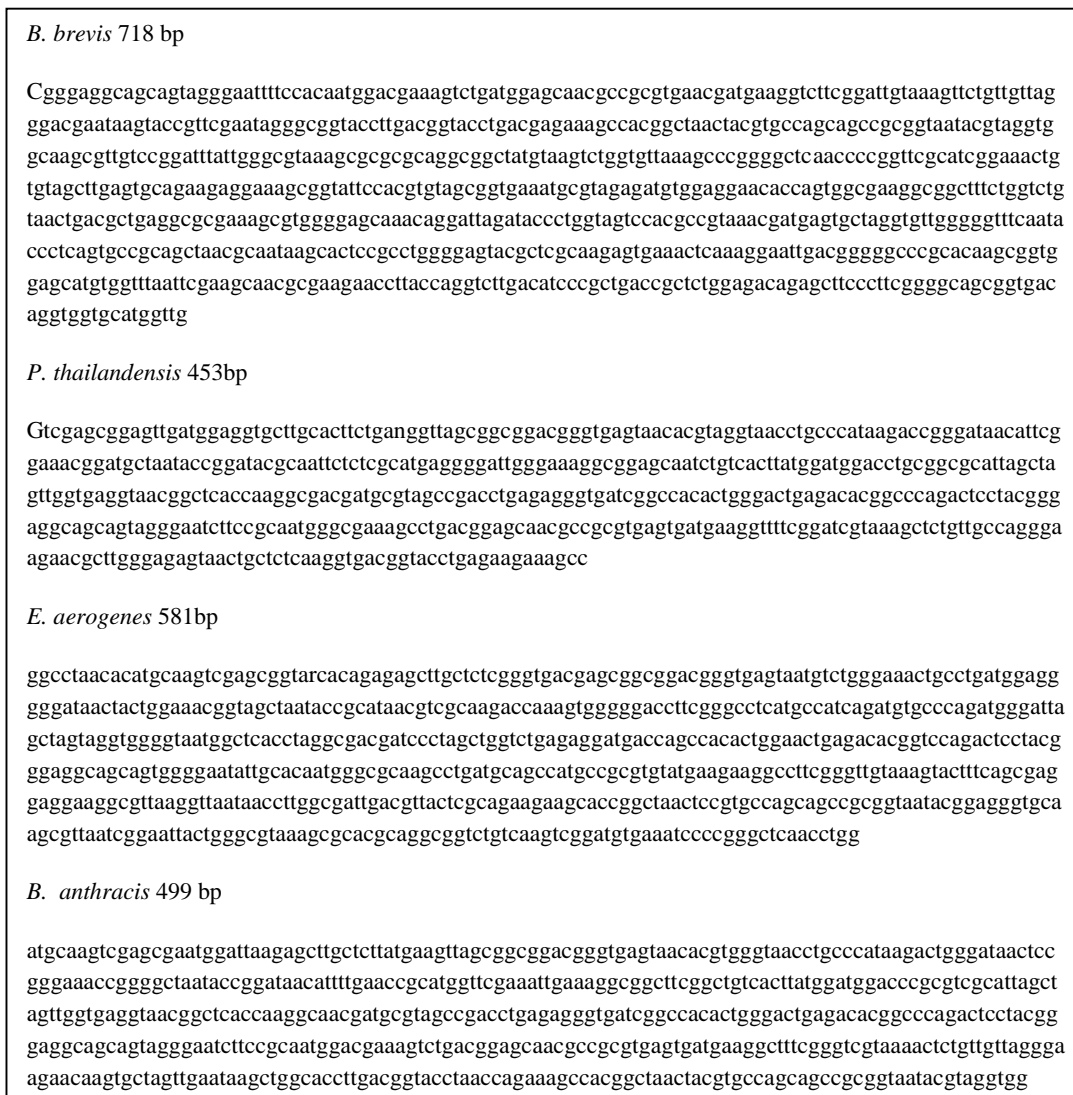 B. brevis 718 bp
Cgggaggcagcagtagggaattttccacaatggacgaaagtctgatggagcaacgccgcgtgaacgatgaaggtcttcggattgtaaagttctgttgttag
ggacgaataagtaccgttcgaatagggcggtaccttgacggtacctgacgagaaagccacggctaactacgtgccagcagccgcggtaatacgtaggtg
gcaagcgttgtccggatttattgggcgtaaagcgcgcgcaggcggctatgtaagtctggtgttaaagcccggggctcaaccccggttcgcatcggaaactg
tgtagcttgagtgcagaagaggaaagcggtattccacgtgtagcggtgaaatgcgtagagatgtggaggaacaccagtggcgaaggcggctttctggtctg
taactgacgctgaggcgcgaaagcgtggggagcaaacaggattagataccctggtagtccacgccgtaaacgatgagtgctaggtgttgggggtttcaata
ccctcagtgccgcagctaacgcaataagcactccgcctggggagtacgctcgcaagagtgaaactcaaaggaattgacgggggcccgcacaagcggtg
gagcatgtggtttaattcgaagcaacgcgaagaaccttaccaggtcttgacatcccgctgaccgctctggagacagagcttcccttcggggcagcggtgac
aggtggtgcatggttg
P. thailandensis 453bp
Gtcgagcggagttgatggaggtgcttgcacttctganggttagcggcggacgggtgagtaacacgtaggtaacctgcccataagaccgggataacattcg
gaaacggatgctaataccggatacgcaattctctcgcatgaggggattgggaaaggcggagcaatctgtcacttatggatggacctgcggcgcattagcta
gttggtgaggtaacggctcaccaaggcgacgatgcgtagccgacctgagagggtgatcggccacactgggactgagacacggcccagactcctacggg
aggcagcagtagggaatcttccgcaatgggcgaaagcctgacggagcaacgccgcgtgagtgatgaaggttttcggatcgtaaagctctgttgccaggga
agaacgcttgggagagtaactgctctcaaggtgacggtacctgagaagaaagcc
E. aerogenes 581bp
ggcctaacacatgcaagtcgagcggtarcacagagagcttgctctcgggtgacgagcggcggacgggtgagtaatgtctgggaaactgcctgatggagg
gggataactactggaaacggtagctaataccgcataacgtcgcaagaccaaagtgggggaccttcgggcctcatgccatcagatgtgcccagatgggatta
gctagtaggtggggtaatggctcacctaggcgacgatccctagctggtctgagaggatgaccagccacactggaactgagacacggtccagactcctacg
ggaggcagcagtggggaatattgcacaatgggcgcaagcctgatgcagccatgccgcgtgtatgaagaaggccttcgggttgtaaagtactttcagcgag
gaggaaggcgttaaggttaataaccttggcgattgacgttactcgcagaagaagcaccggctaactccgtgccagcagccgcggtaatacggagggtgca
agcgttaatcggaattactgggcgtaaagcgcacgcaggcggtctgtcaagtcggatgtgaaatccccgggctcaacctgg
B. anthracis 499 bp
atgcaagtcgagcgaatggattaagagcttgctcttatgaagttagcggcggacgggtgagtaacacgtgggtaacctgcccataagactgggataactcc
gggaaaccggggctaataccggataacattttgaaccgcatggttcgaaattgaaaggcggcttcggctgtcacttatggatggacccgcgtcgcattagct
agttggtgaggtaacggctcaccaaggcaacgatgcgtagccgacctgagagggtgatcggccacactgggactgagacacggcccagactcctacgg
gaggcagcagtagggaatcttccgcaatggacgaaagtctgacggagcaacgccgcgtgagtgatgaaggctttcgggtcgtaaaactctgttgttaggga
agaacaagtgctagttgaataagctggcaccttgacggtacctaaccagaaagccacggctaactacgtgccagcagccgcggtaatacgtaggtgg